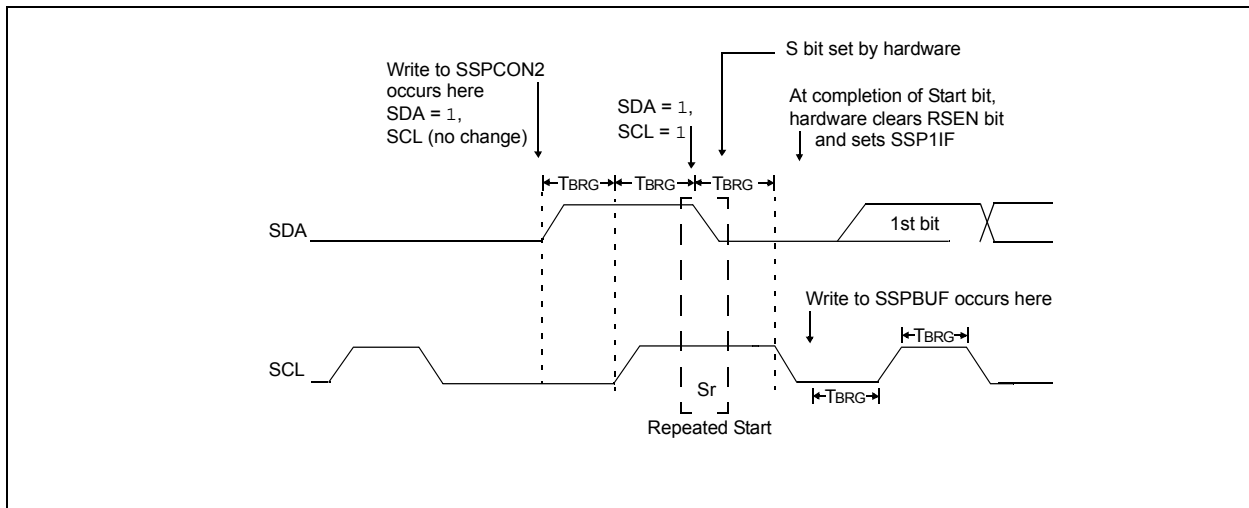 S bit set by hardware
Write to SSPCON2
occurs here
SDA = 1,
SCL (no change)
SDA = 1,
SCL = 1
At completion of Start bit,
hardware clears RSEN bit
and sets SSP1IF
TBRG TBRG TBRG
SDA
1st bit
Write to SSPBUF occurs here
TBRG
SCL
Sr
TBRG
Repeated Start